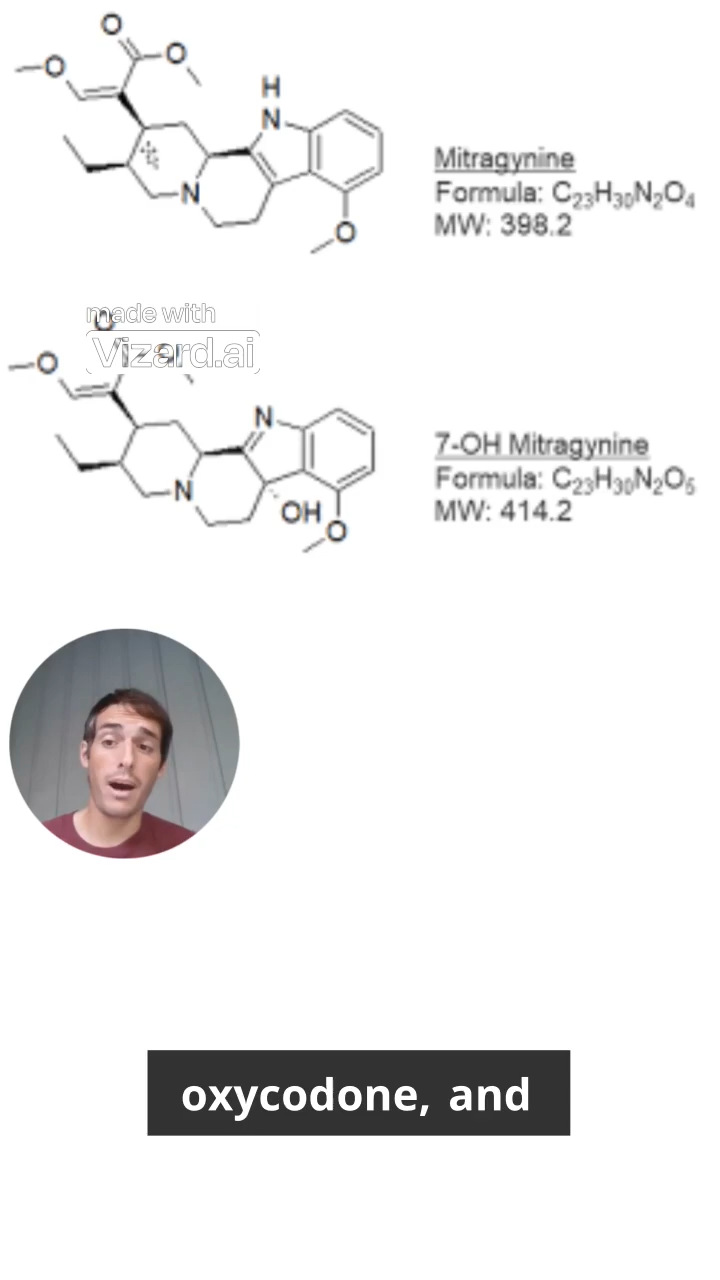 O
O
O
H
N
N
Mitragynine
Formula: C₂₃H₃₀N₂O₄
MW: 398.2
O
made with
Vizard.ai
O
O
N
N
OH
O
7-OH Mitragynine
Formula: C₂₃H₃₀N₂O₅
MW: 414.2
oxycodone, and